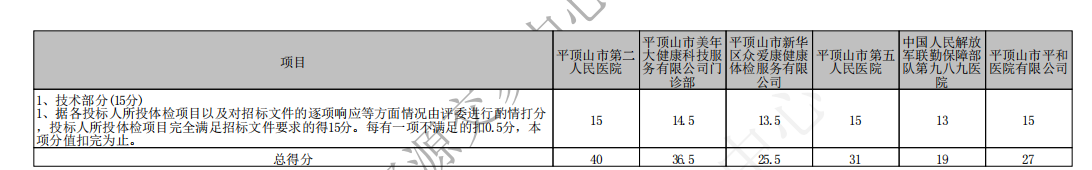 项目
平顶山市第二
人民医院
平顶山市美年
大健康科技服
务有限公司门
诊部
平顶山市新华
区众爱康健康
体检服务有限
公司
平顶山市第五
人民医院
中国人民解放
军联勤保障部
队第九八九医
院
平顶山市平和
医院有限公司
1、技术部分(15分)
1、据各投标人所投体检项目以及对招标文件的逐项响应等方面情况由评委进行酌情打分
,投标人所投体检项目完全满足招标文件要求的得15分。每有一项不满足的扣0.5分，本
项分值扣完为止。
15
14.5
13.5
15
13
15
总得分
40
36.5
25.5
31
19
27
中心
源交
中心